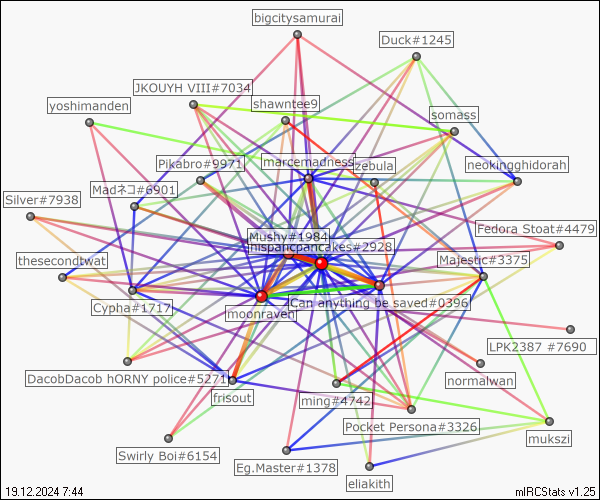 bigcitysamurai
Duck#1245
JKOUYH VIII#7034
yoshimanden
shawntee9
somass
marcemadness
zebula
neokingghidorah
Pikabro#9971
Madネコ#6901
Silver#7938
Fedora Stoat#4479
Mushy#1984
hispanicpancakes#2928
thesecondtwat
Majestic#3375
Cypha#1717
Can anything be saved#0396
moonraven
LPK2387 #7690
DacobDacob hORNY police#5271
normalwan
frisout
ming#4742
Pocket Persona#3326
mukszi
Swirly Boi#6154
Eg.Master#1378
eliakith
19.12.2024 7:44
mIRCStats v1.25